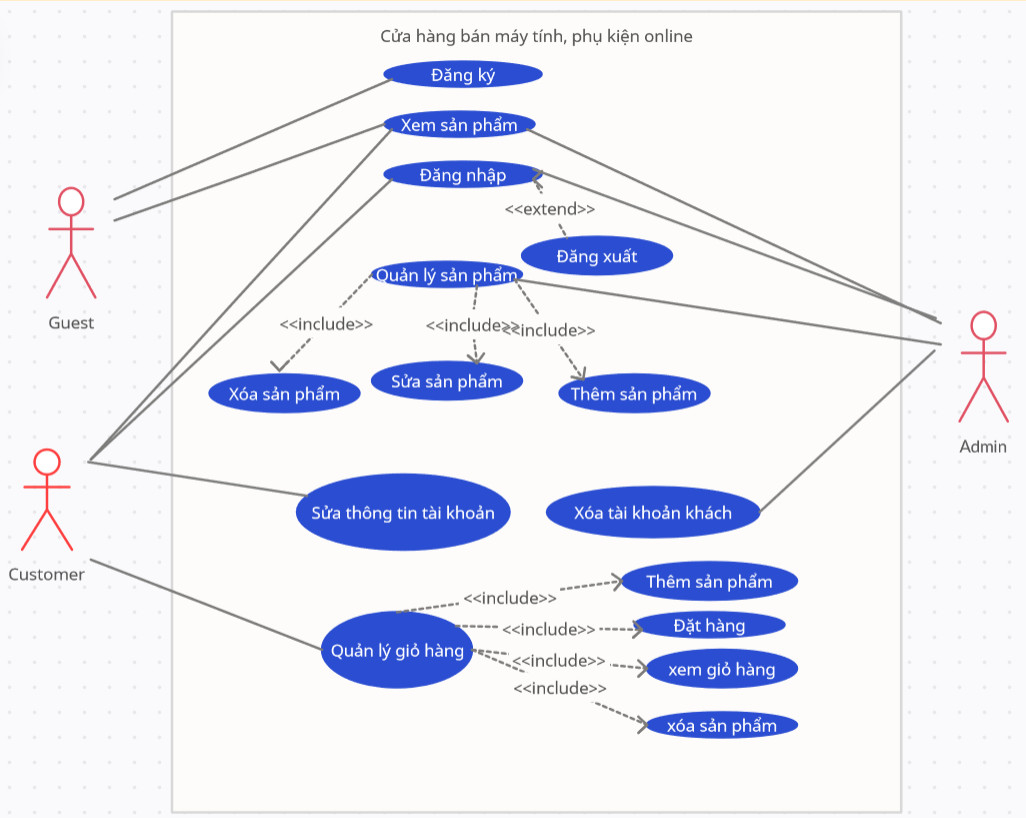 Cửa hàng bán máy tính, phụ kiện online
Đăng ký
Xem sản phẩm
Đăng nhập
<<extend>>
Đăng xuất
Quản lý sản phẩm
Guest
<<include>>
<<include>>
<<include>>
Xóa sản phẩm
Sửa sản phẩm
Thêm sản phẩm
Admin
Sửa thông tin tài khoản
Xóa tài khoản khách
Customer
Thêm sản phẩm
<<include>>
Đặt hàng
<<include>>
Quản lý giỏ hàng
<<include>>
xem giỏ hàng
<<include>>
xóa sản phẩm